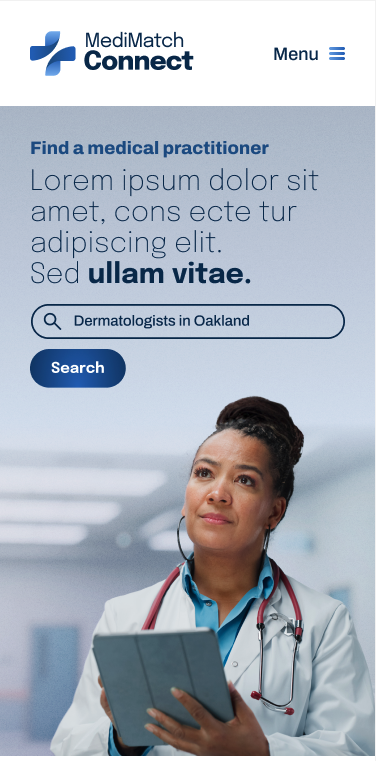 MediMatch
Connect
Menu
Find a medical practitioner
Lorem ipsum dolor sit
amet, cons ecte tur
adipiscing elit.
Sed ullam vitae.
Dermatologists in Oakland
Search